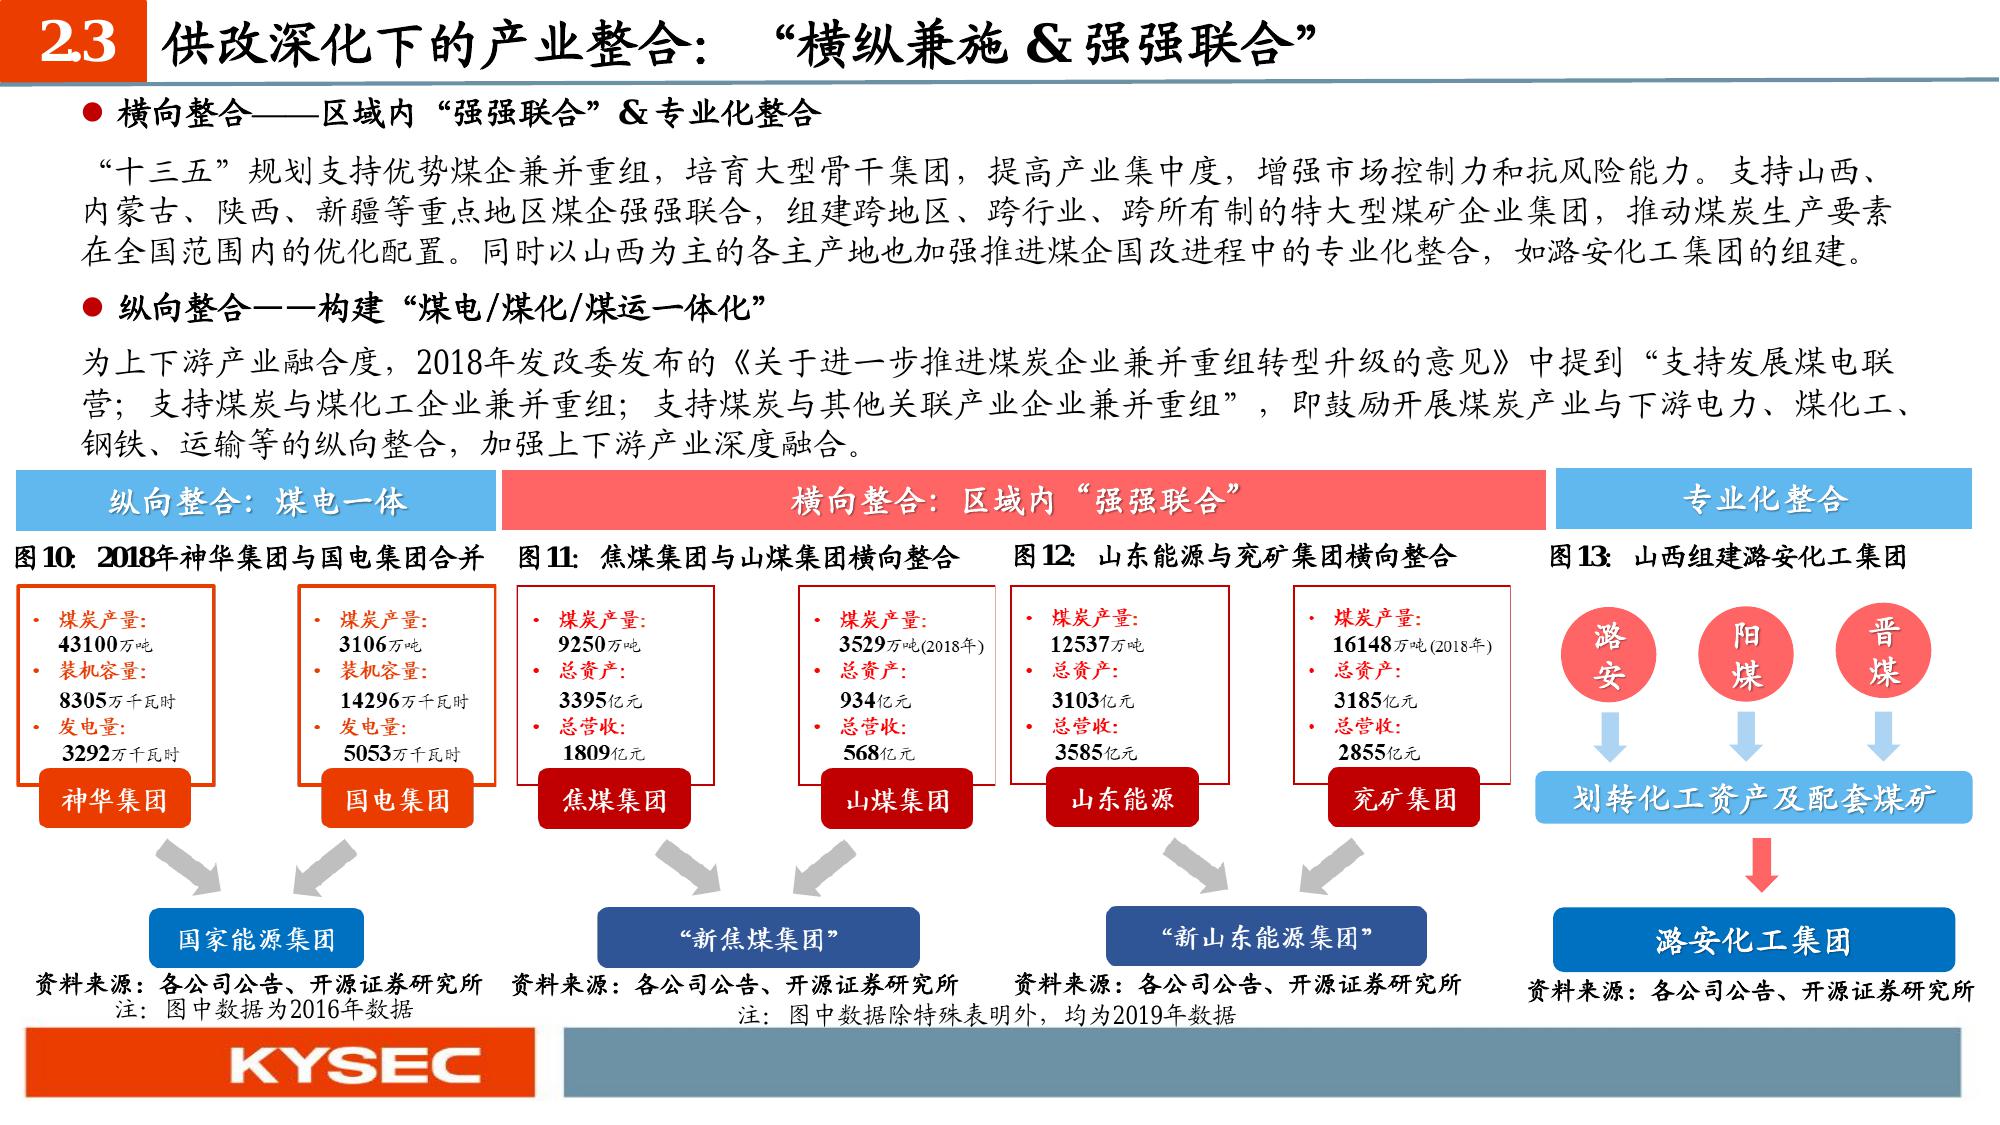 2.3 供改深化下的产业整合： “横纵兼施 & 强强联合”
● 横向整合——区域内“强强联合”& 专业化整合
“十三五”规划支持优势煤企兼并重组，培育大型骨干集团，提高产业集中度，增强市场控制力和抗风险能力。支持山西、
内蒙古、陕西、新疆等重点地区煤企强强联合，组建跨地区、跨行业、跨所有制的特大型煤矿企业集团，推动煤炭生产要素
在全国范围内的优化配置。同时以山西为主的各主产地也加强推进煤企国改进程中的专业化整合，如潞安化工集团的组建。
● 纵向整合——构建“煤电/煤化/煤运一体化”
为上下游产业融合度，2018年发改委发布的《关于进一步推进煤炭企业兼并重组转型升级的意见》中提到“支持发展煤电联
营；支持煤炭与煤化工企业兼并重组；支持煤炭与其他关联产业企业兼并重组”，即鼓励开展煤炭产业与下游电力、煤化工、
钢铁、运输等的纵向整合，加强上下游产业深度融合。
纵向整合：煤电一体
图10：2018年神华集团与国电集团合并
• 煤炭产量：
43100万吨
• 装机容量：
8305万千瓦时
• 发电量：
3292万千瓦时
神华集团
• 煤炭产量：
3106万吨
• 装机容量：
14296万千瓦时
• 发电量：
5053万千瓦时
国电集团
国家能源集团
资料来源：各公司公告、开源证券研究所
注：图中数据为2016年数据
横向整合：区域内“强强联合”
图11：焦煤集团与山煤集团横向整合
• 煤炭产量：
9250万吨
• 总资产：
3395亿元
• 总营收：
1809亿元
焦煤集团
• 煤炭产量：
3529万吨(2018年)
• 总资产：
934亿元
• 总营收：
568亿元
山煤集团
“新焦煤集团”
资料来源：各公司公告、开源证券研究所
图12：山东能源与兖矿集团横向整合
• 煤炭产量：
12537万吨
• 总资产：
3103亿元
• 总营收：
3585亿元
山东能源
• 煤炭产量：
16148万吨(2018年)
• 总资产：
3185亿元
• 总营收：
2855亿元
兖矿集团
“新山东能源集团”
资料来源：各公司公告、开源证券研究所
注：图中数据除特殊表明外，均为2019年数据
专业化整合
图13：山西组建潞安化工集团
潞安
阳煤
晋煤
划转化工资产及配套煤矿
潞安化工集团
资料来源：各公司公告、开源证券研究所
KYSEC